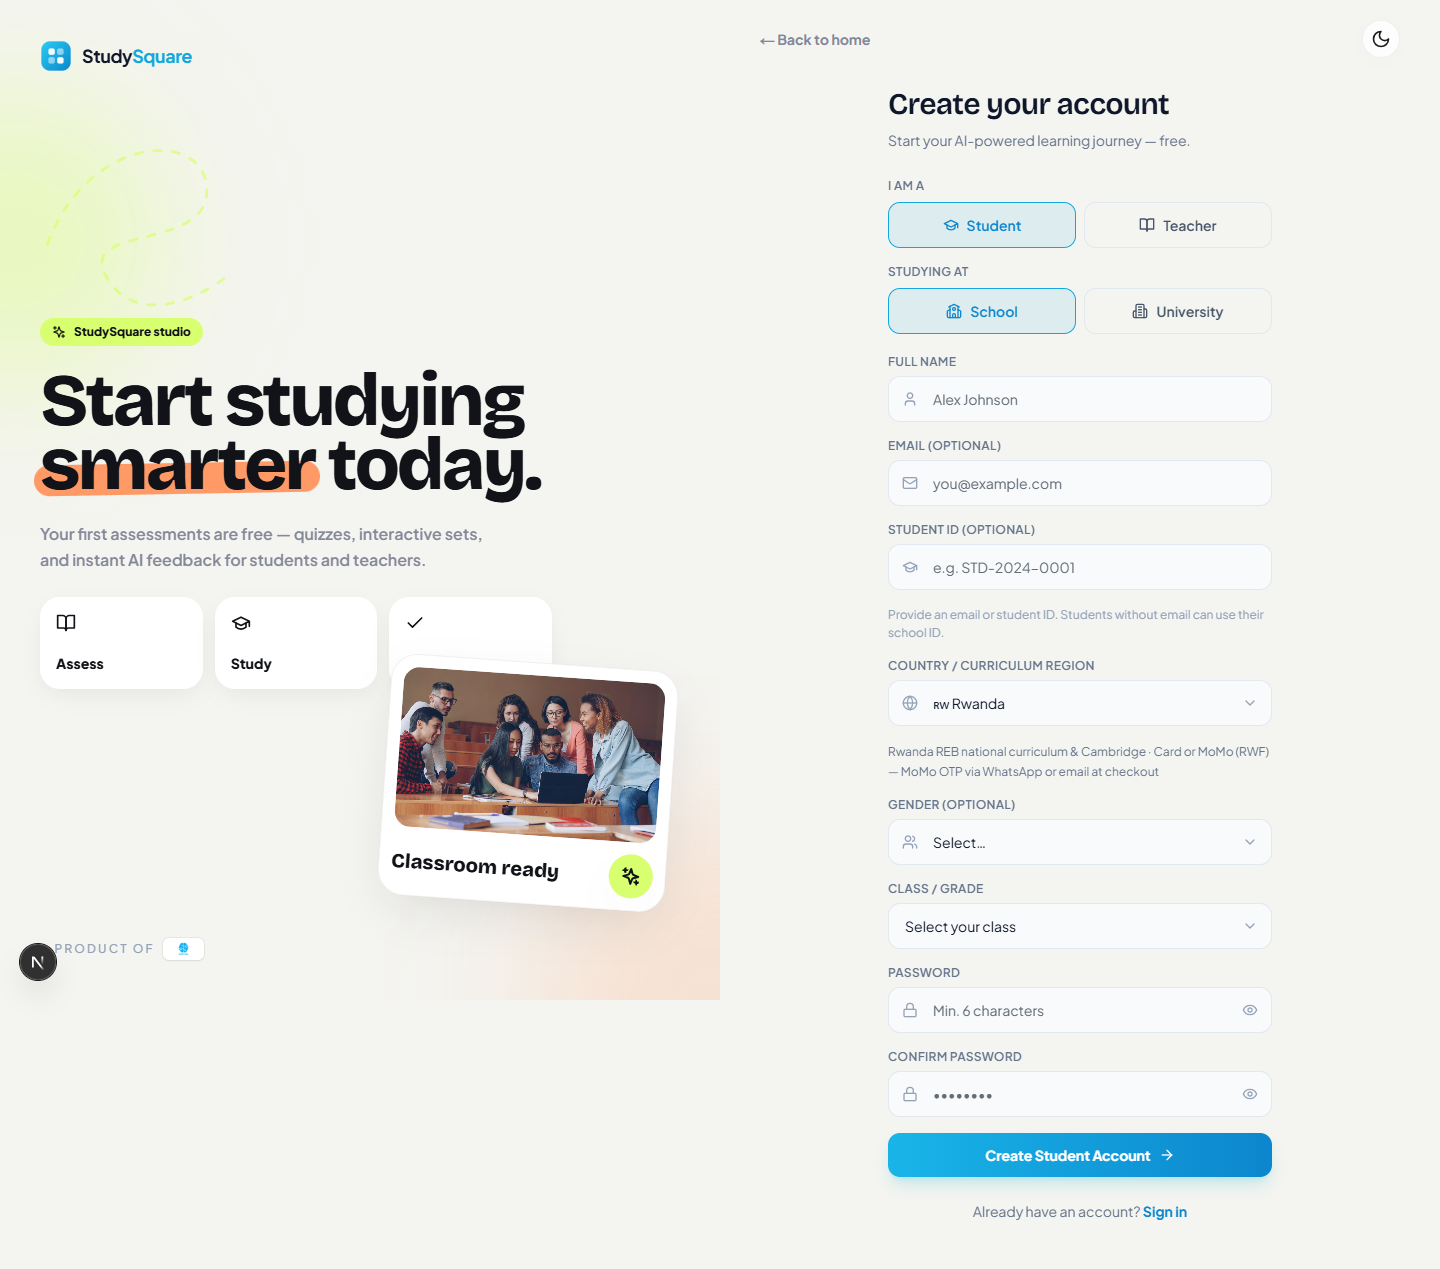 StudySquare
StudySquare studio
Start studying
smarter today.
Your first assessments are free — quizzes, interactive sets,
and instant AI feedback for students and teachers.
Assess
Study
Classroom ready
PRODUCT OF
N
← Back to home
Create your account
Start your AI-powered learning journey — free.
I AM A
Student
Teacher
STUDYING AT
School
University
FULL NAME
Alex Johnson
EMAIL (OPTIONAL)
you@example.com
STUDENT ID (OPTIONAL)
e.g. STD-2024-0001
Provide an email or student ID. Students without email can use their
school ID.
COUNTRY / CURRICULUM REGION
RW Rwanda
Rwanda REB national curriculum & Cambridge · Card or MoMo (RWF)
— MoMo OTP via WhatsApp or email at checkout
GENDER (OPTIONAL)
Select...
CLASS / GRADE
Select your class
PASSWORD
Min. 6 characters
CONFIRM PASSWORD
••••••••
Create Student Account →
Already have an account? Sign in